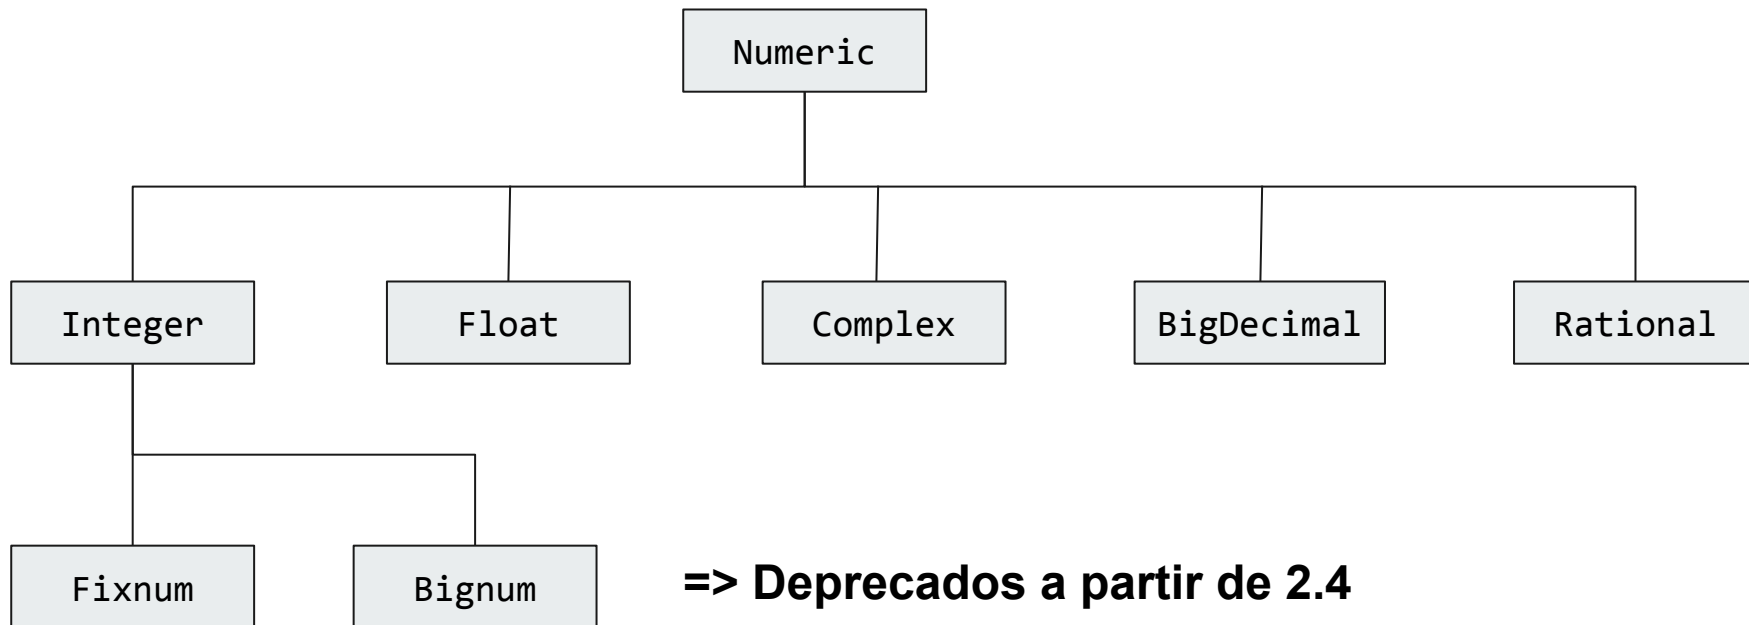 Numeric
Integer
Float
Complex
BigDecimal
Rational
Fixnum
Bignum
=> Deprecados a partir de 2.4